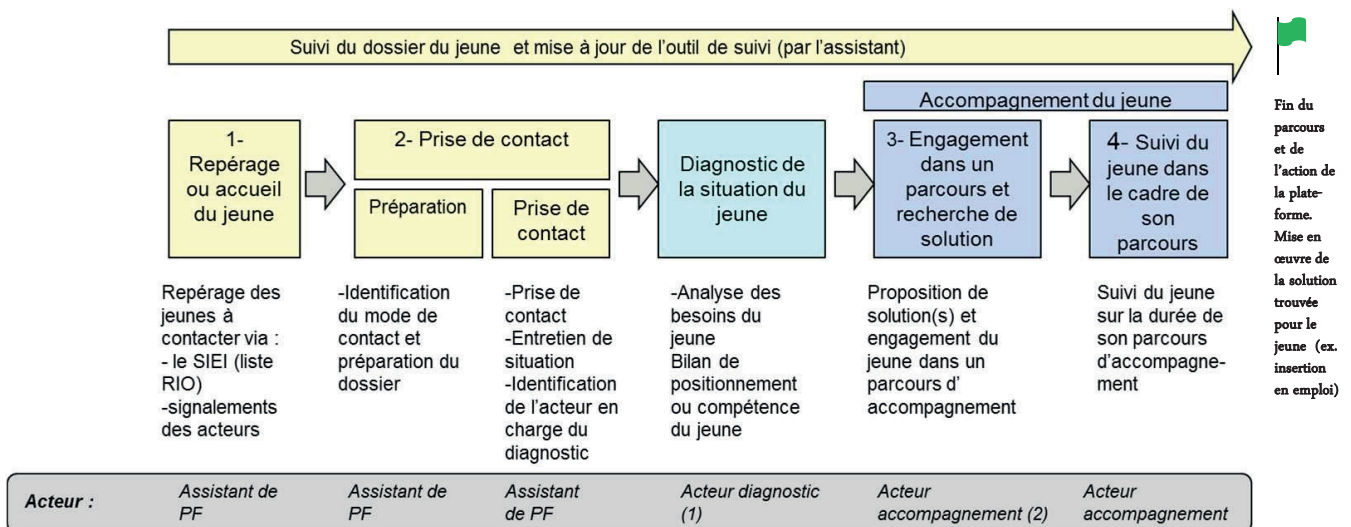 Suivi du dossier du jeune et mise à jour de l'outil de suivi (par l'assistant)
Accompagnement du jeune
1-
Repérage
ou accueil
du jeune
2- Prise de contact
Préparation
Prise de
contact
Diagnostic de
la situation du
jeune
3- Engagement
dans un
parcours et
recherche de
solution
4- Suivi du
jeune dans
le cadre de
son
parcours
Repérage des
jeunes à
contacter via :
- le SIEI (liste
RIO)
-signalements
des acteurs
-Identification
du mode de
contact et
préparation du
dossier
-Prise de
contact
-Entretien de
situation
-Identification
de l'acteur en
charge du
diagnostic
-Analyse des
besoins du
jeune
Bilan de
positionnement
ou compétence
du jeune
Proposition de
solution(s) et
engagement du
jeune dans un
parcours d'
accompagnement
Suivi du jeune
sur la durée de
son parcours
d'accompagne-
ment
Fin du
parcours
et de
l'action de
la plate-
forme.
Mise en
œuvre de
la solution
trouvée
pour le
jeune (ex.
insertion
en emploi)
Acteur :
Assistant de
PF
Assistant de
PF
Assistant
de PF
Acteur diagnostic
(1)
Acteur
accompagnement (2)
Acteur
accompagnement